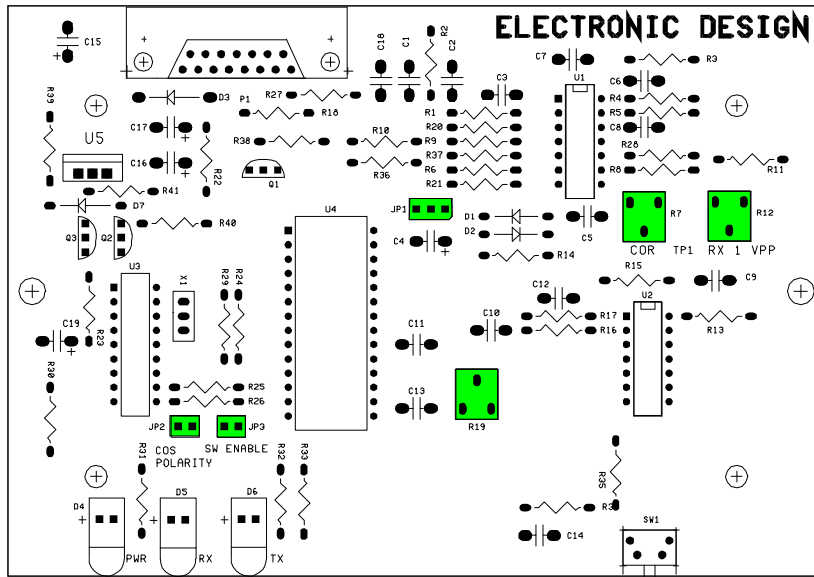 ELECTRONIC DESIGN
C15
C18
C1
R2
C2
C7
U1
R3
C6
C3
R4
R5
C8
R39
D3
P1
R27
R18
R1
R20
R10
R9
R38
R37
R36
R6
R21
R28
R8
R11
C17
C16
U5
R22
Q1
R41
D7
R40
Q3
Q2
U4
JP1
D1
D2
C4
R14
C5
R7
R12
COR TP1 RX 1 VPP
U3
X1
R29
R24
R15
C9
C12
U2
C19
R23
C11
C10
R17
R16
R13
R30
R25
R26
C13
R19
JP2
JP3
COS POLARITY
SW ENABLE
R31
R32
R33
R35
D4
D5
D6
PWR
RX
TX
C14
SW1